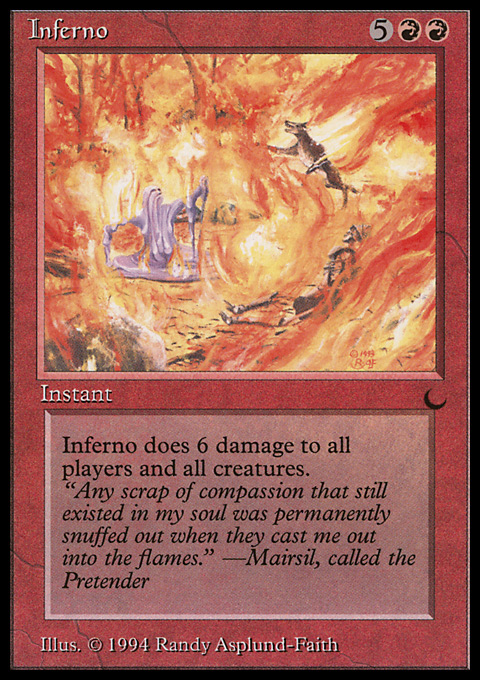 Inferno 5
© 1993
Instant
Inferno does 6 damage to all
players and all creatures.
“Any scrap of compassion that still
existed in my soul was permanently
snuffed out when they cast me out
into the flames.” —Mairsil, called the
Pretender
Illus. © 1994 Randy Asplund-Faith